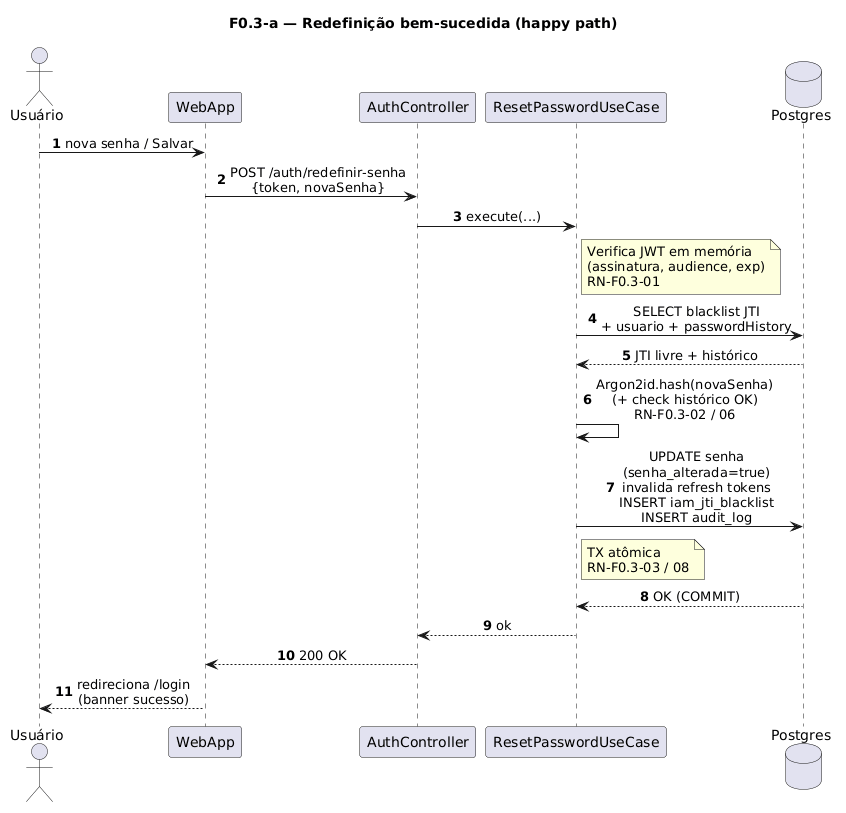 F0.3-a — Redefinição bem-sucedida (happy path)
Usuário
WebApp
AuthController
ResetPasswordUseCase
Postgres
1 nova senha / Salvar
2 POST /auth/redefinir-senha
{token, novaSenha}
3 execute(...)
Verifica JWT em memória
(assinatura, audience, exp)
RN-F0.3-01
4 SELECT blacklist JTI
+ usuario + passwordHistory
5 JTI livre + histórico
6 Argon2id.hash(novaSenha)
(+ check histórico OK)
RN-F0.3-02 / 06
7 UPDATE senha
(senha_alterada=true)
invalida refresh tokens
INSERT iam_jti_blacklist
INSERT audit_log
TX atômica
RN-F0.3-03 / 08
8 OK (COMMIT)
9 ok
10 200 OK
11 redireciona /login
(banner sucesso)
Usuário
WebApp
AuthController
ResetPasswordUseCase
Postgres